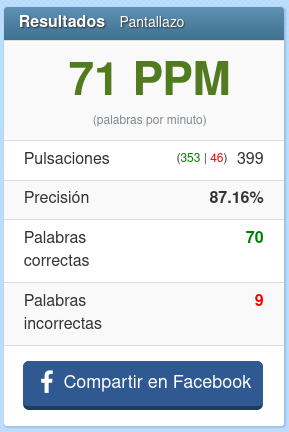 Resultados Pantallazo
71 PPM
(palabras por minuto)
Pulsaciones (353 | 46) 399
Precisión 87.16%
Palabras correctas 70
Palabras incorrectas 9
Compartir en Facebook